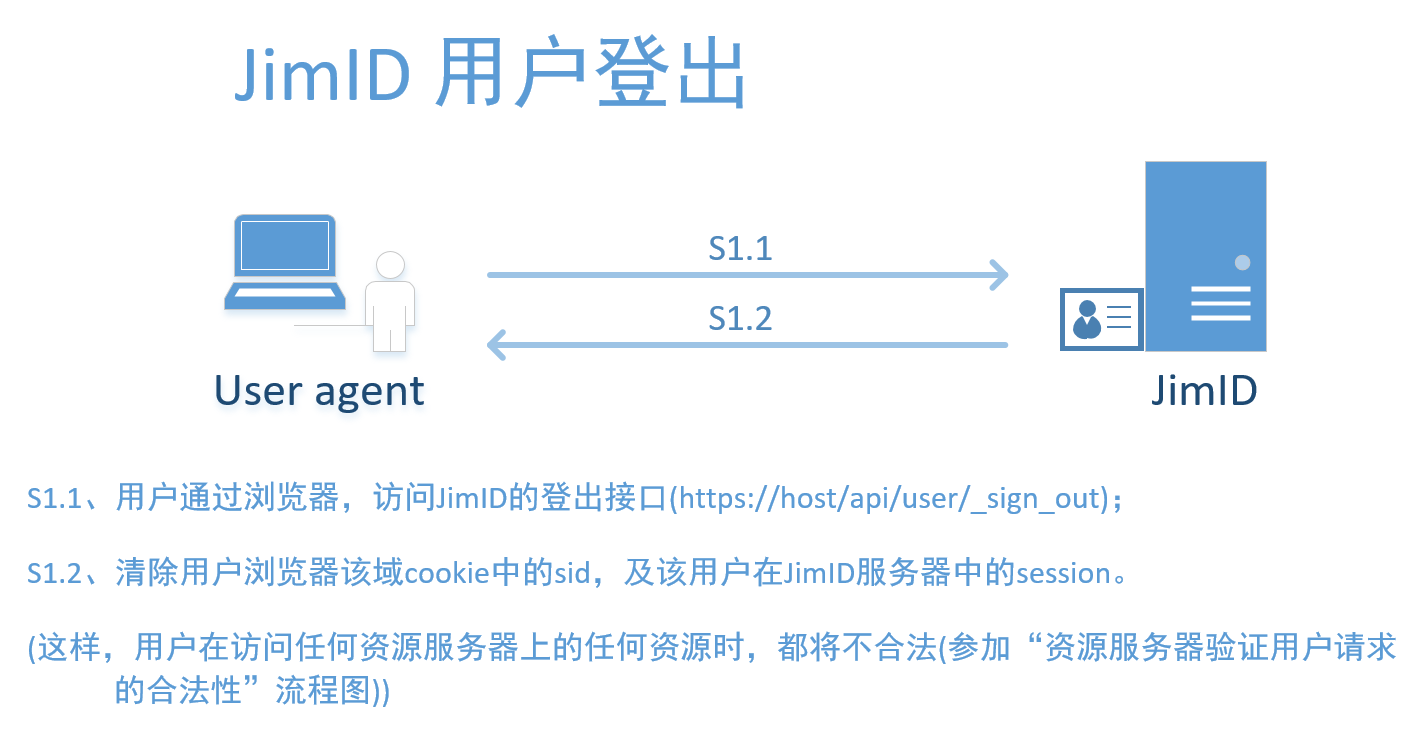 JimID 用户登出
S1.1
S1.2
User agent
JimID
S1.1、用户通过浏览器，访问JimID的登出接口(https://host/api/user/_sign_out)；
S1.2、清除用户浏览器该域cookie中的sid，及该用户在JimID服务器中的session。
(这样，用户在访问任何资源服务器上的任何资源时，都将不合法(参加“资源服务器验证用户请求
的合法性”流程图))